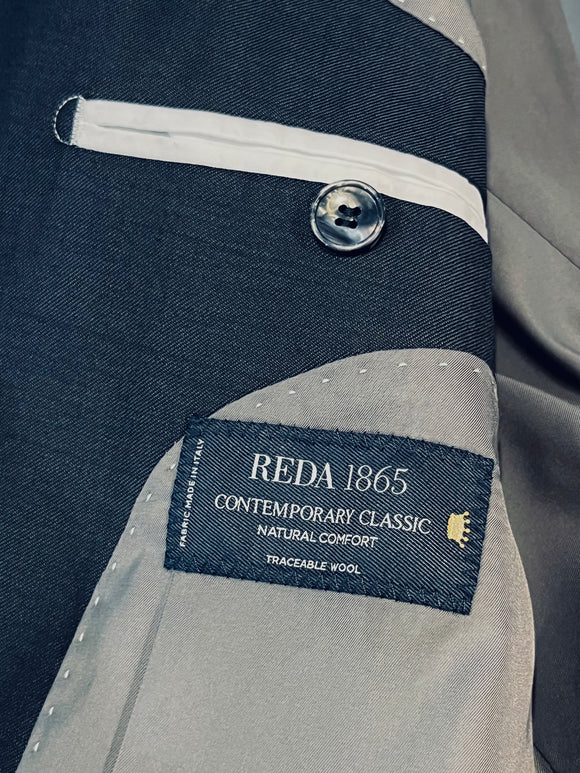 REDA 1865
CONTEMPORARY CLASSIC
NATURAL COMFORT
TRACEABLE WOOL
FABRIC MADE IN ITALY